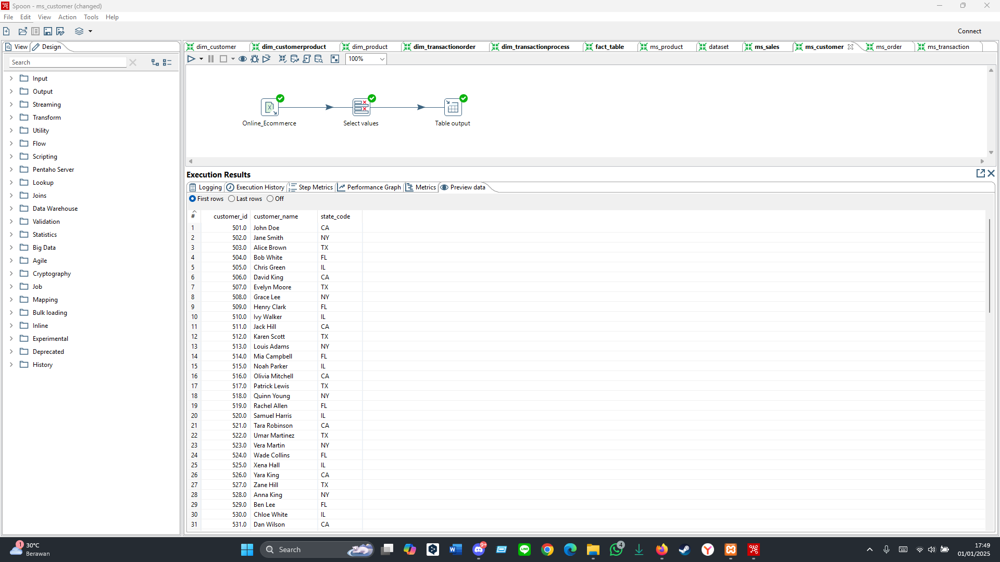 Spoon - ms_customer (changed)
File Edit View Action Tools Help
Connect
View Design
dim_customer dim_customerproduct dim_product dim_transactionorder dim_transactionprocess fact_table ms_product dataset ms_sales ms_customer ms_order ms_transaction
100%
Search
Input
Output
Streaming
Transform
Utility
Flow
Scripting
Pentaho Server
Lookup
Joins
Data Warehouse
Validation
Statistics
Big Data
Agile
Cryptography
Job
Mapping
Bulk loading
Inline
Experimental
Deprecated
History
Online_Ecommerce Select values Table output
Execution Results
Logging Execution History Step Metrics Performance Graph Metrics Preview data
First rows Last rows Off
# customer_id customer_name state_code
1 501.0 John Doe CA
2 502.0 Jane Smith NY
3 503.0 Alice Brown TX
4 504.0 Bob White FL
5 505.0 Chris Green IL
6 506.0 David King CA
7 507.0 Evelyn Moore TX
8 508.0 Grace Lee NY
9 509.0 Henry Clark FL
10 510.0 Ivy Walker IL
11 511.0 Jack Hill CA
12 512.0 Karen Scott TX
13 513.0 Louis Adams NY
14 514.0 Mia Campbell FL
15 515.0 Noah Parker IL
16 516.0 Olivia Mitchell CA
17 517.0 Patrick Lewis TX
18 518.0 Quinn Young NY
19 519.0 Rachel Allen FL
20 520.0 Samuel Harris IL
21 521.0 Tara Robinson CA
22 522.0 Umar Martinez TX
23 523.0 Vera Martin NY
24 524.0 Wade Collins FL
25 525.0 Xena Hall IL
26 526.0 Yara King CA
27 527.0 Zane Hill TX
28 528.0 Anna King NY
29 529.0 Ben Lee FL
30 530.0 Chloe White IL
31 531.0 Dan Wilson CA
1
30°C
Berawan
Search
9+
LINE
4
17:49
01/01/2025